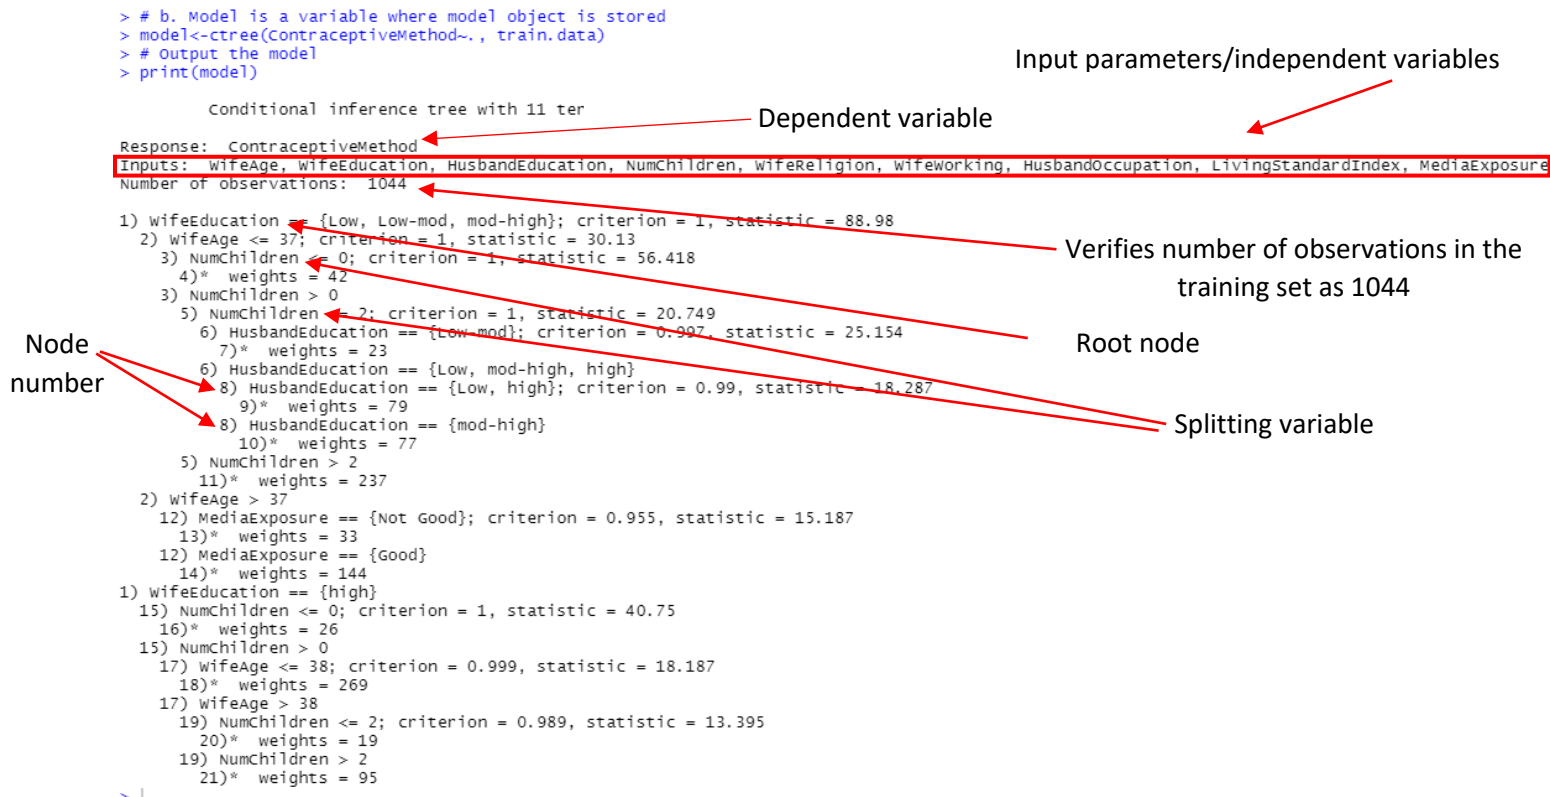 > # b. Model is a variable where model object is stored
> model<-ctree(ContraceptiveMethod~., train.data)
> # Output the model
> print(model)
Input parameters/independent variables
Conditional inference tree with 11 ter
Dependent variable
Response: ContraceptiveMethod
Inputs: WifeAge, WifeEducation, HusbandEducation, NumChildren, WifeReligion, WifeWorking, HusbandOccupation, LivingStandardIndex, MediaExposure
Number of observations: 1044
1) WifeEducation == {Low, Low-mod, mod-high}; criterion = 1, statistic = 88.98
2) WifeAge <= 37; criterion = 1, statistic = 30.13
3) NumChildren <= 0; criterion = 1, statistic = 56.418
4)* weights = 42
3) NumChildren > 0
5) NumChildren <= 2; criterion = 1, statistic = 20.749
6) HusbandEducation == {Low-mod}; criterion = 0.997, statistic = 25.154
7)* weights = 23
6) HusbandEducation == {Low, mod-high, high}
8) HusbandEducation == {Low, high}; criterion = 0.99, statistic = 18.287
9)* weights = 79
8) HusbandEducation == {mod-high}
10)* weights = 77
5) NumChildren > 2
11)* weights = 237
2) WifeAge > 37
12) MediaExposure == {Not Good}; criterion = 0.955, statistic = 15.187
13)* weights = 33
12) MediaExposure == {Good}
14)* weights = 144
1) WifeEducation == {high}
15) NumChildren <= 0; criterion = 1, statistic = 40.75
16)* weights = 26
15) NumChildren > 0
17) WifeAge <= 38; criterion = 0.999, statistic = 18.187
18)* weights = 269
17) WifeAge > 38
19) NumChildren <= 2; criterion = 0.989, statistic = 13.395
20)* weights = 19
19) NumChildren > 2
21)* weights = 95
>
Verifies number of observations in the
training set as 1044
Root node
Splitting variable
Node
number